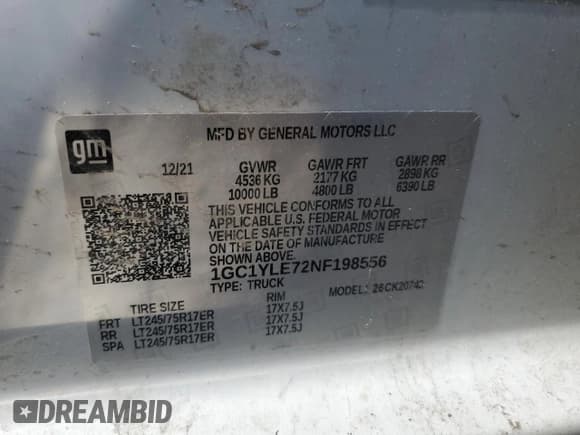 gm
MFD BY GENERAL MOTORS LLC
12/21 GVWR GAWR FRT GAWR RR
4536 KG 2177 KG 2898 KG
10000 LB 4800 LB 6390 LB
THIS VEHICLE CONFORMS TO ALL
APPLICABLE U.S. FEDERAL MOTOR
VEHICLE SAFETY STANDARDS IN EFFECT
ON THE DATE OF MANUFACTURE
SHOWN ABOVE.
1GC1YLE72NF198556
TYPE: TRUCK MODEL:
TIRE SIZE RIM
FRT LT245/75R17ER 17X7.5J
RR LT245/75R17ER 17X7.5J
SPA LT245/75R17ER 17X7.5J
DREAMBID